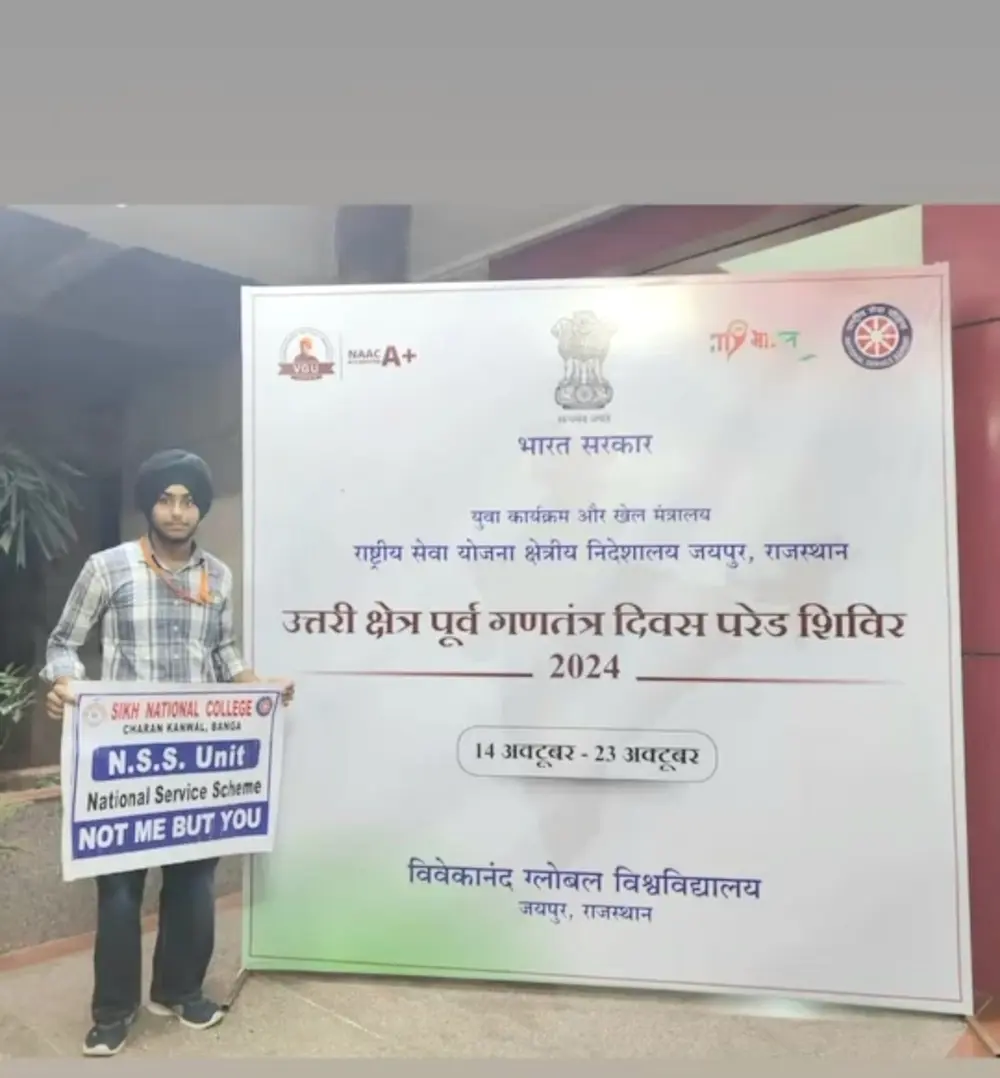 VGU
NAAC A+
भारत सरकार
युवा कार्यक्रम और खेल मंत्रालय
राष्ट्रीय सेवा योजना क्षेत्रीय निदेशालय जयपुर, राजस्थान
उत्तरी क्षेत्र पूर्व गणतंत्र दिवस परेड शिविर
2024
14 अक्टूबर - 23 अक्टूबर
विवेकानंद ग्लोबल विश्वविद्यालय
जयपुर, राजस्थान
SIKH NATIONAL COLLEGE
CHARAN KANWAL, BANGA
N.S.S. Unit
National Service Scheme
NOT ME BUT YOU